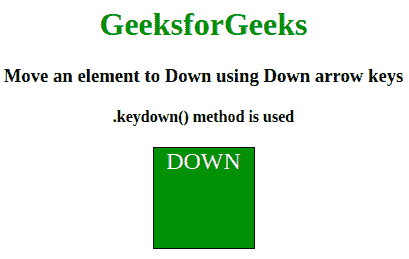 GeeksforGeeks
Move an element to Down using Down arrow keys
.keydown() method is used
DOWN